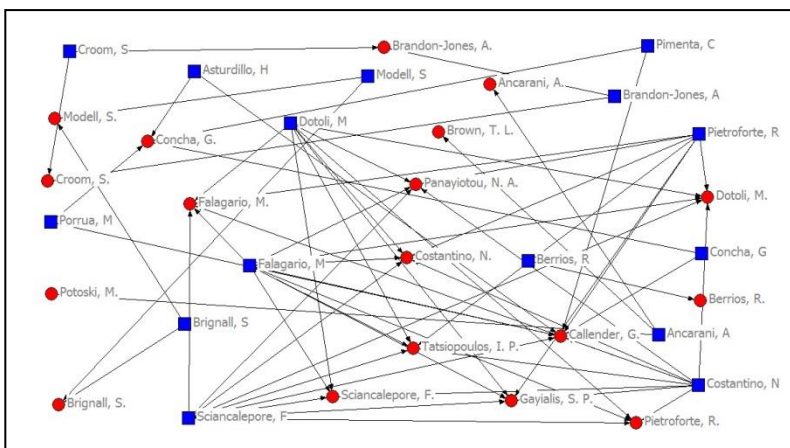 Croom, S
Brandon-Jones, A.
Pimenta, C
Asturdillo, H
Modell, S
Ancarani, A.
Brandon-Jones, A
Modell, S.
Dotoli, M
Concha, G.
Brown, T. L.
Pietroforte, R
Croom, S.
Panayiotou, N. A.
Falagario, M.
Dotoli, M.
Porrua, M
Costantino, N.
Concha, G
Falagario, M
Berrios, R
Potoski, M.
Berrios, R.
Brignall, S
Callender, G.
Ancarani, A
Tatsiopoulos, I. P.
Costantino, N
Brignall, S.
Sciancalepore, F.
Gayialis, S. P.
Sciancalepore, F
Pietroforte, R.